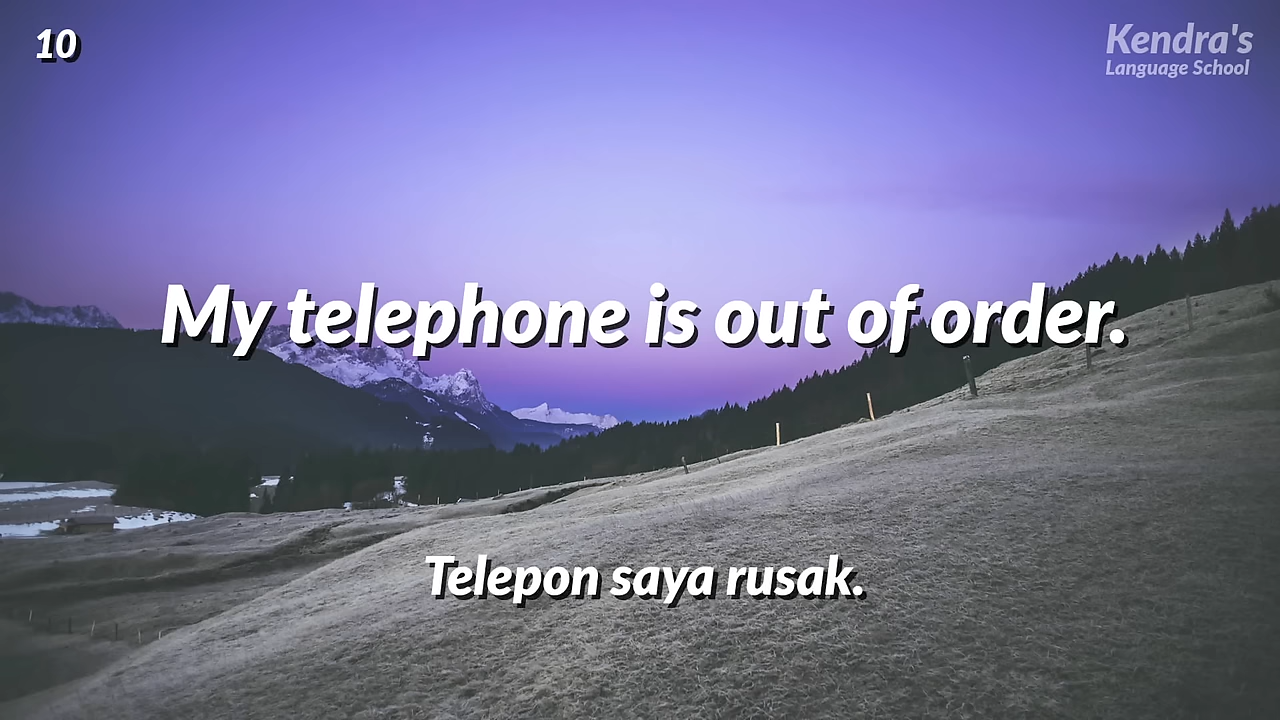 10
Kendra's
Language School
My telephone is out of order.
Telepon saya rusak.